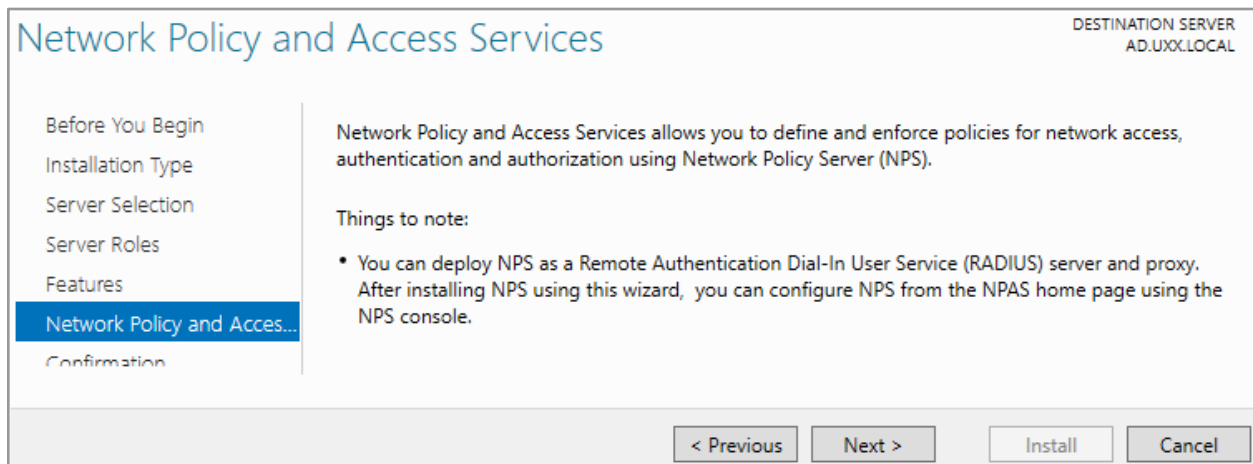 Network Policy and Access Services
DESTINATION SERVER
AD.UXX.LOCAL
Before You Begin
Installation Type
Server Selection
Server Roles
Features
Network Policy and Acces...
Confirmation
Network Policy and Access Services allows you to define and enforce policies for network access,
authentication and authorization using Network Policy Server (NPS).
Things to note:
• You can deploy NPS as a Remote Authentication Dial-In User Service (RADIUS) server and proxy.
After installing NPS using this wizard, you can configure NPS from the NPAS home page using the
NPS console.
< Previous
Next >
Install
Cancel